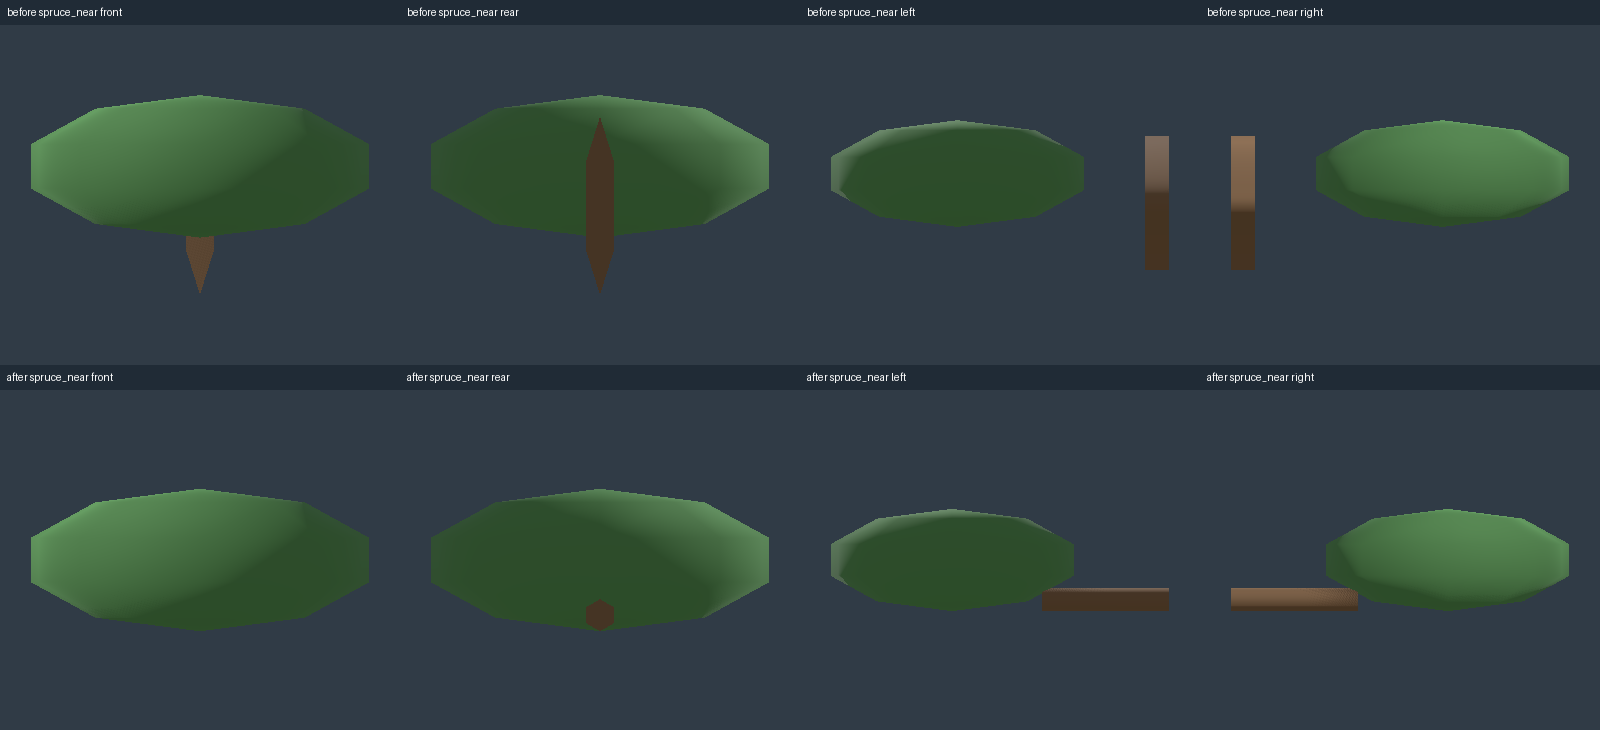 before spruce_near front
before spruce_near rear
before spruce_near left
before spruce_near right
after spruce_near front
after spruce_near rear
after spruce_near left
after spruce_near right